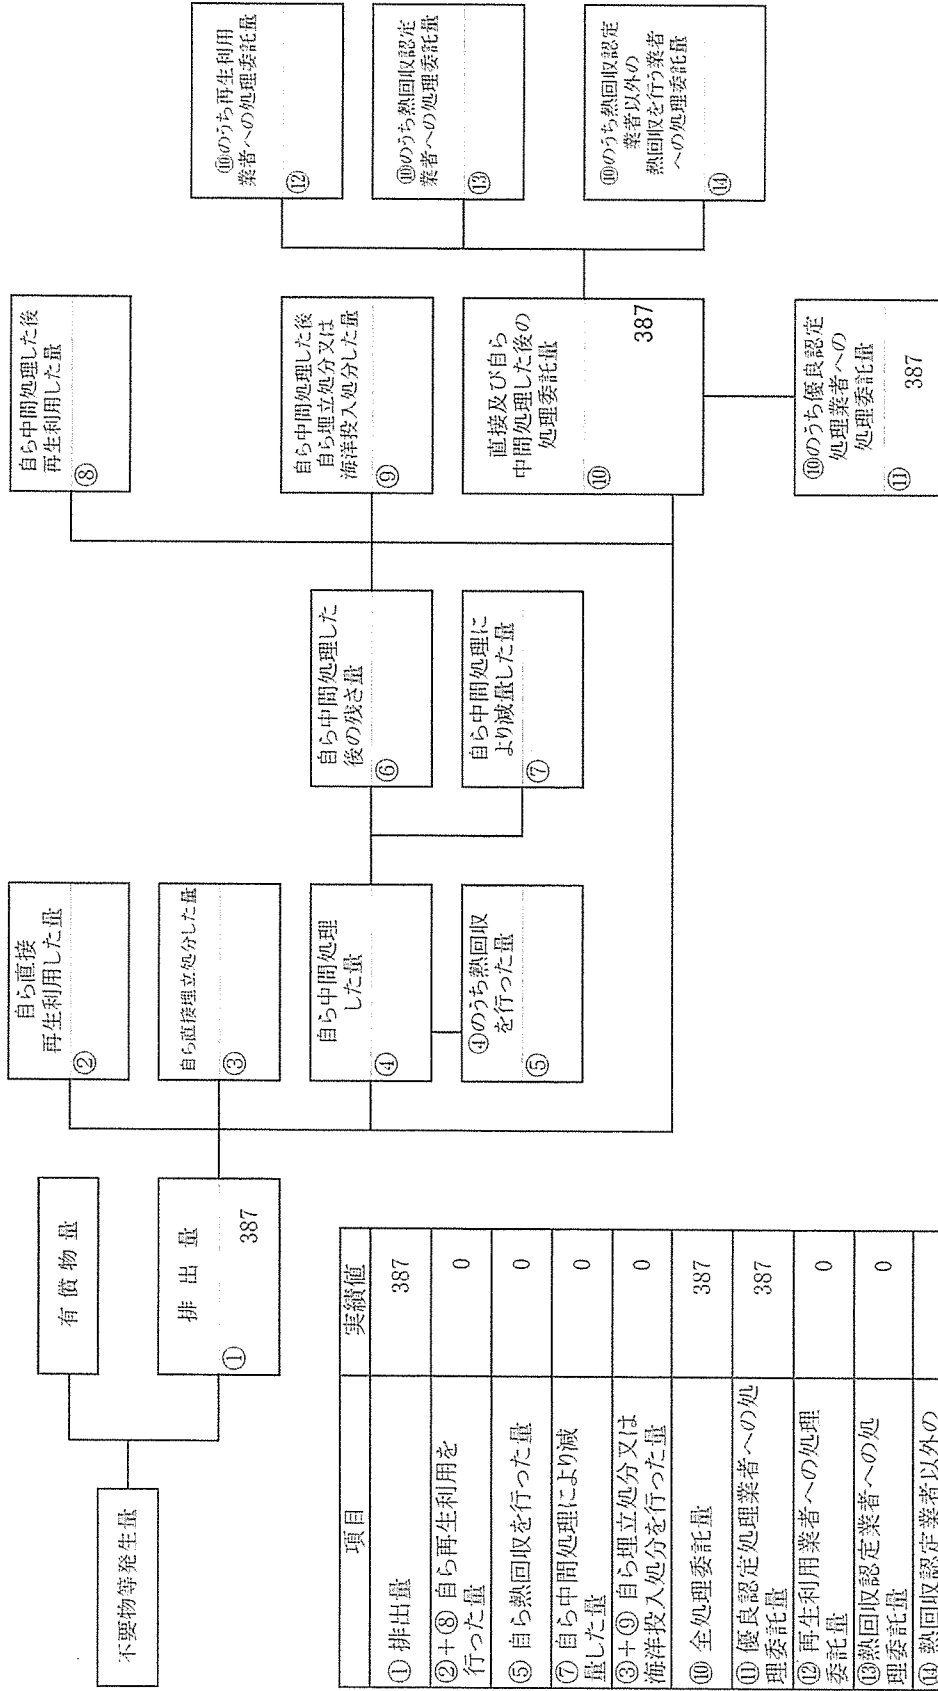 不要物等発生量
有償物量
排出量
① 387
自ら直接
再生利用した量
②
自ら直接埋立処分した量
③
自ら中間処理
した量
④
④のうち熱回収
を行った量
⑤
自ら中間処理した
後の残さ量
⑥
自ら中間処理に
より減量した量
⑦
自ら中間処理した後
再生利用した量
⑧
自ら中間処理した後
自ら埋立処分又は
海洋投入処分した量
⑨
直接及び自ら
中間処理した後の
処理委託量
⑩ 387
⑩のうち優良認定
処理業者への
処理委託量
⑪ 387
⑩のうち再生利用
業者への処理委託量
⑫
⑩のうち熱回収認定
業者への処理委託量
⑬
⑩のうち熱回収認定
業者以外の
熱回収を行う業者
への処理委託量
⑭
項目 実績値
① 排出量 387
②+⑧ 自ら再生利用を
行った量 0
⑤ 自ら熱回収を行った量 0
⑦ 自ら中間処理により減
量した量 0
③+⑨ 自ら埋立処分又は
海洋投入処分を行った量 0
⑩ 全処理委託量 387
⑪ 優良認定処理業者への処
理委託量 387
⑫ 再生利用業者への処理
委託量 0
⑬熱回収認定業者への処
理委託量 0
⑭ 熱回収認定業者以外の